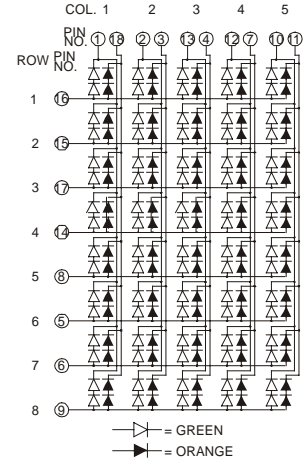 COL. 1 2 3 4 5
PIN NO. 1 18 2 3 13 4 12 7 10 11
ROW PIN NO.
1 16
2 15
3 17
4 14
5 8
6 5
7 6
8 9
= GREEN
= ORANGE